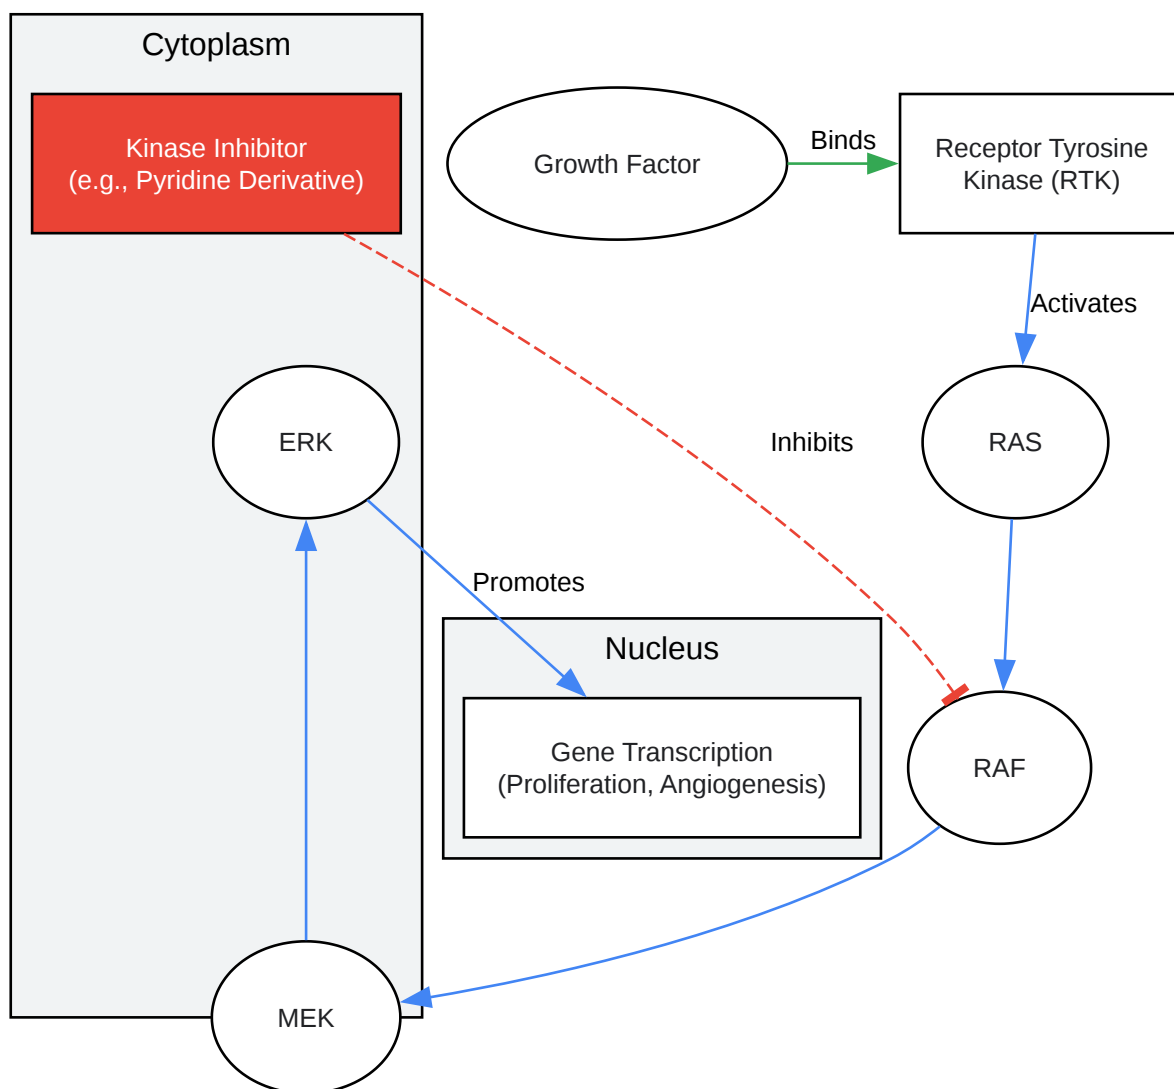 Cytoplasm
Kinase Inhibitor
(e.g., Pyridine Derivative)
Growth Factor
Binds
Receptor Tyrosine
Kinase (RTK)
Activates
ERK
Inhibits
RAS
Promotes
Nucleus
Gene Transcription
(Proliferation, Angiogenesis)
RAF
MEK